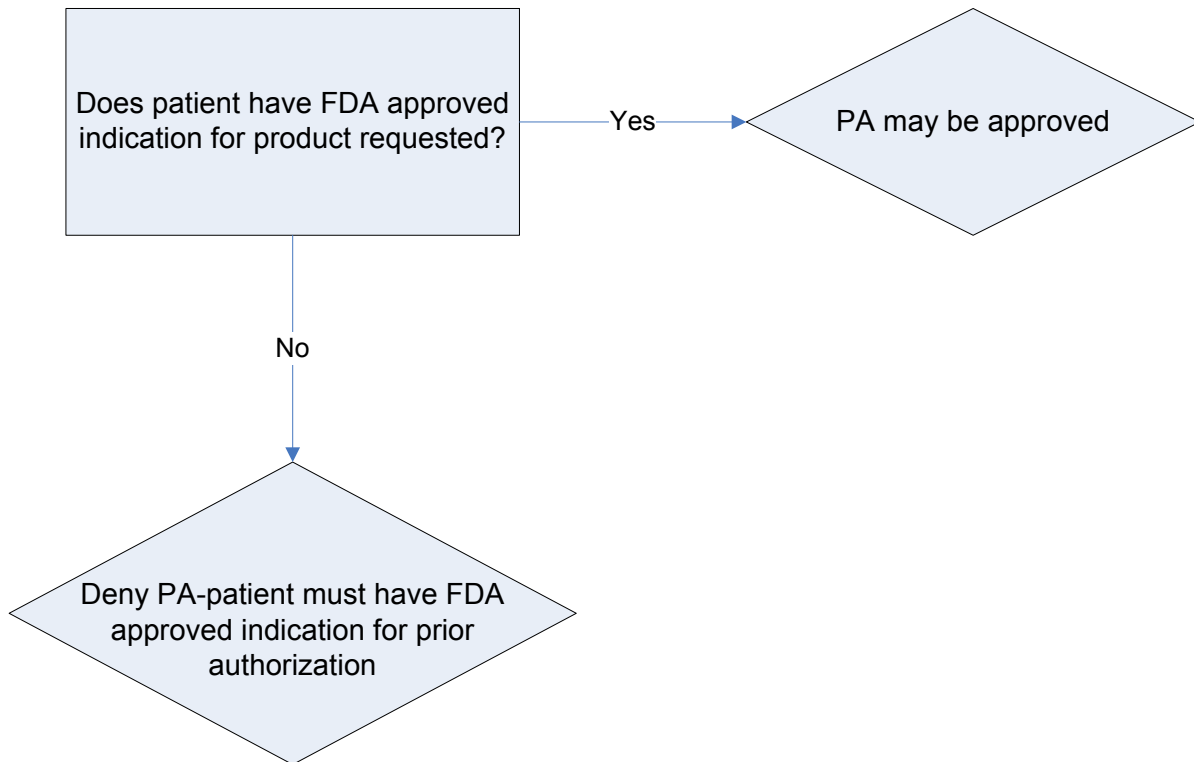 Does patient have FDA approved
indication for product requested?
Yes
PA may be approved
No
Deny PA-patient must have FDA
approved indication for prior
authorization